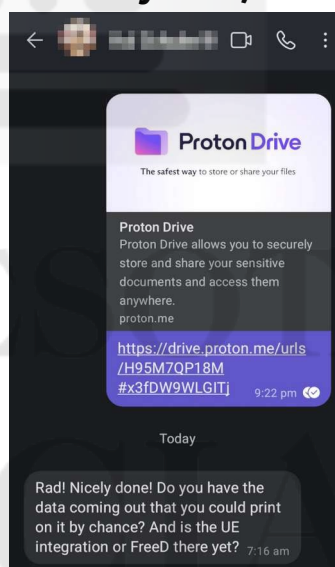 Proton Drive
The safest way to store or share your files
Proton Drive
Proton Drive allows you to securely
store and share your sensitive
documents and access them
anywhere.
proton.me
https://drive.proton.me/urls
/H95M7QP18M
#x3fDW9WLGITj
9:22 pm
Today
Rad! Nicely done! Do you have the
data coming out that you could print
on it by chance? And is the UE
integration or FreeD there yet? 7:16 am